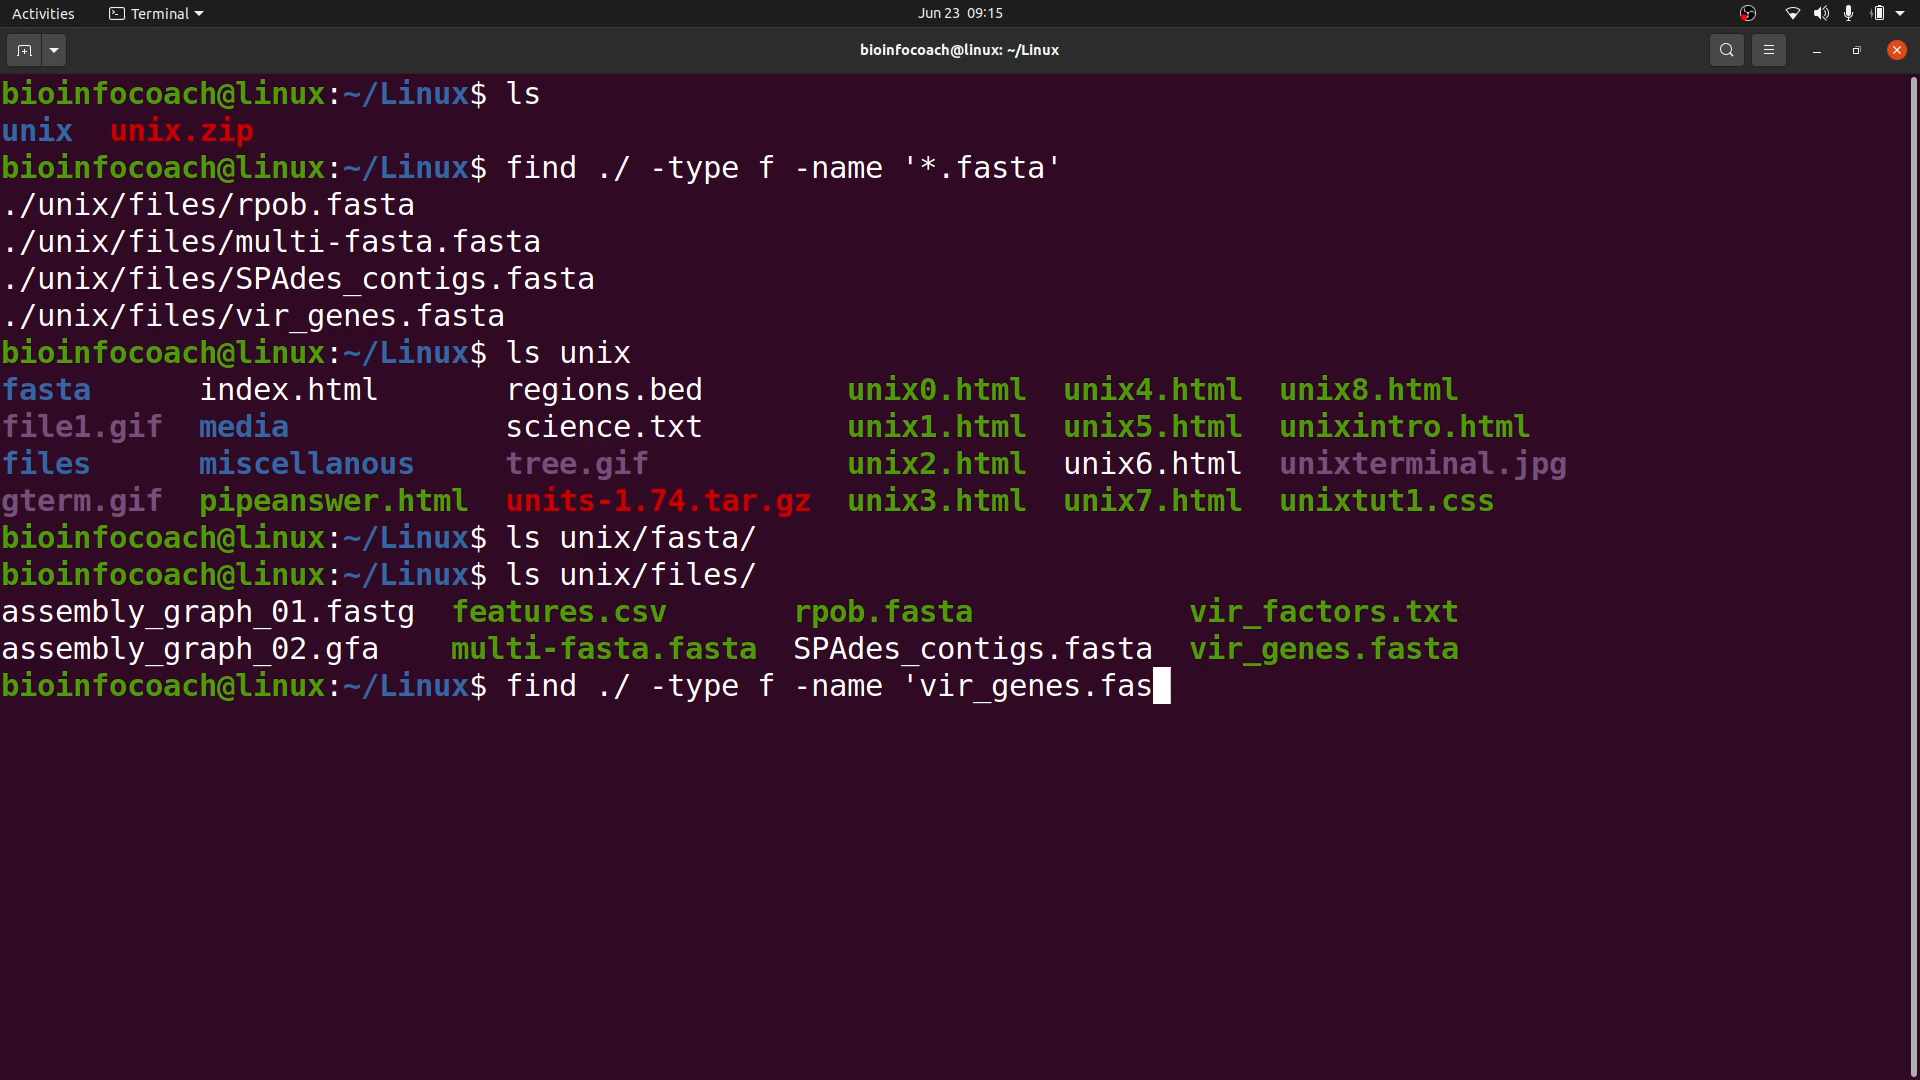 Activities Terminal Jun 23 09:15
bioinfocoach@linux: ~/Linux
bioinfocoach@linux:~/Linux$ ls
unix unix.zip
bioinfocoach@linux:~/Linux$ find ./ -type f -name '*.fasta'
./unix/files/rpob.fasta
./unix/files/multi-fasta.fasta
./unix/files/SPAdes_contigs.fasta
./unix/files/vir_genes.fasta
bioinfocoach@linux:~/Linux$ ls unix
fasta index.html regions.bed unix0.html unix4.html unix8.html
file1.gif media science.txt unix1.html unix5.html unixintro.html
files miscellanous tree.gif unix2.html unix6.html unixterminal.jpg
gterm.gif pipeanswer.html units-1.74.tar.gz unix3.html unix7.html unixtut1.css
bioinfocoach@linux:~/Linux$ ls unix/fasta/
bioinfocoach@linux:~/Linux$ ls unix/files/
assembly_graph_01.fastg features.csv rpob.fasta vir_factors.txt
assembly_graph_02.gfa multi-fasta.fasta SPAdes_contigs.fasta vir_genes.fasta
bioinfocoach@linux:~/Linux$ find ./ -type f -name 'vir_genes.fas